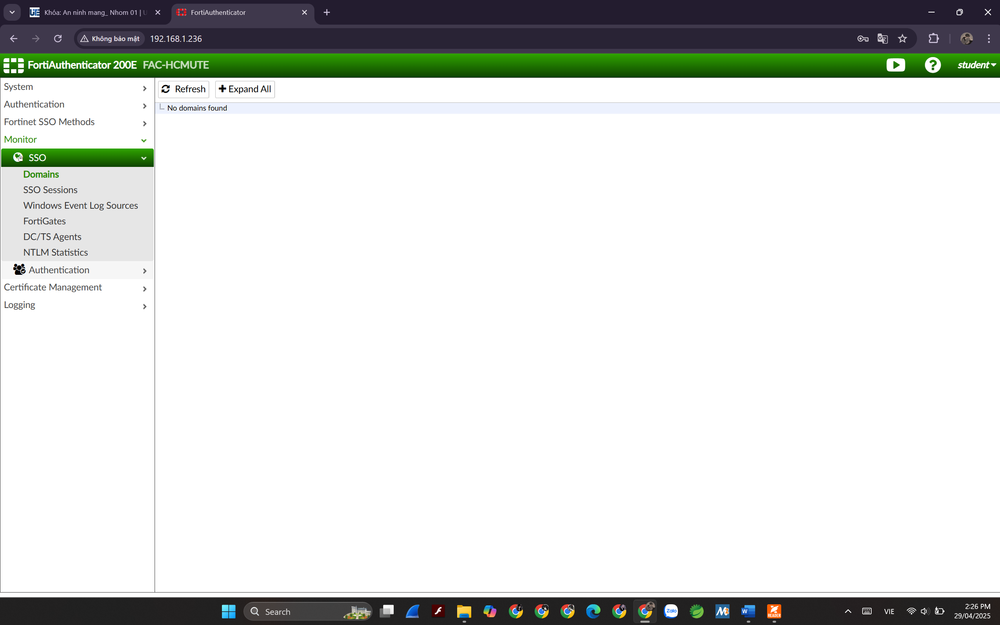 Khóa: An ninh mang_ Nhom 01 | U
FortiAuthenticator
Không bảo mật
192.168.1.236
FortiAuthenticator 200E FAC-HCMUTE
student
System
Authentication
Fortinet SSO Methods
Monitor
SSO
Domains
SSO Sessions
Windows Event Log Sources
FortiGates
DC/TS Agents
NTLM Statistics
Authentication
Certificate Management
Logging
Refresh
Expand All
No domains found
Search
Zalo
W
READER
VIE
2:26 PM
29/04/2025